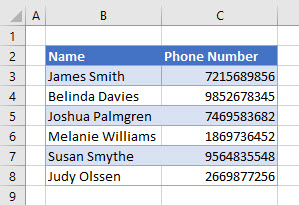 A B C
1
2 Name Phone Number
3 James Smith 7215689856
4 Belinda Davies 9852678345
5 Joshua Palmgren 7469583682
6 Melanie Williams 1869736452
7 Susan Smythe 9564835548
8 Judy Olssen 2669877256
9